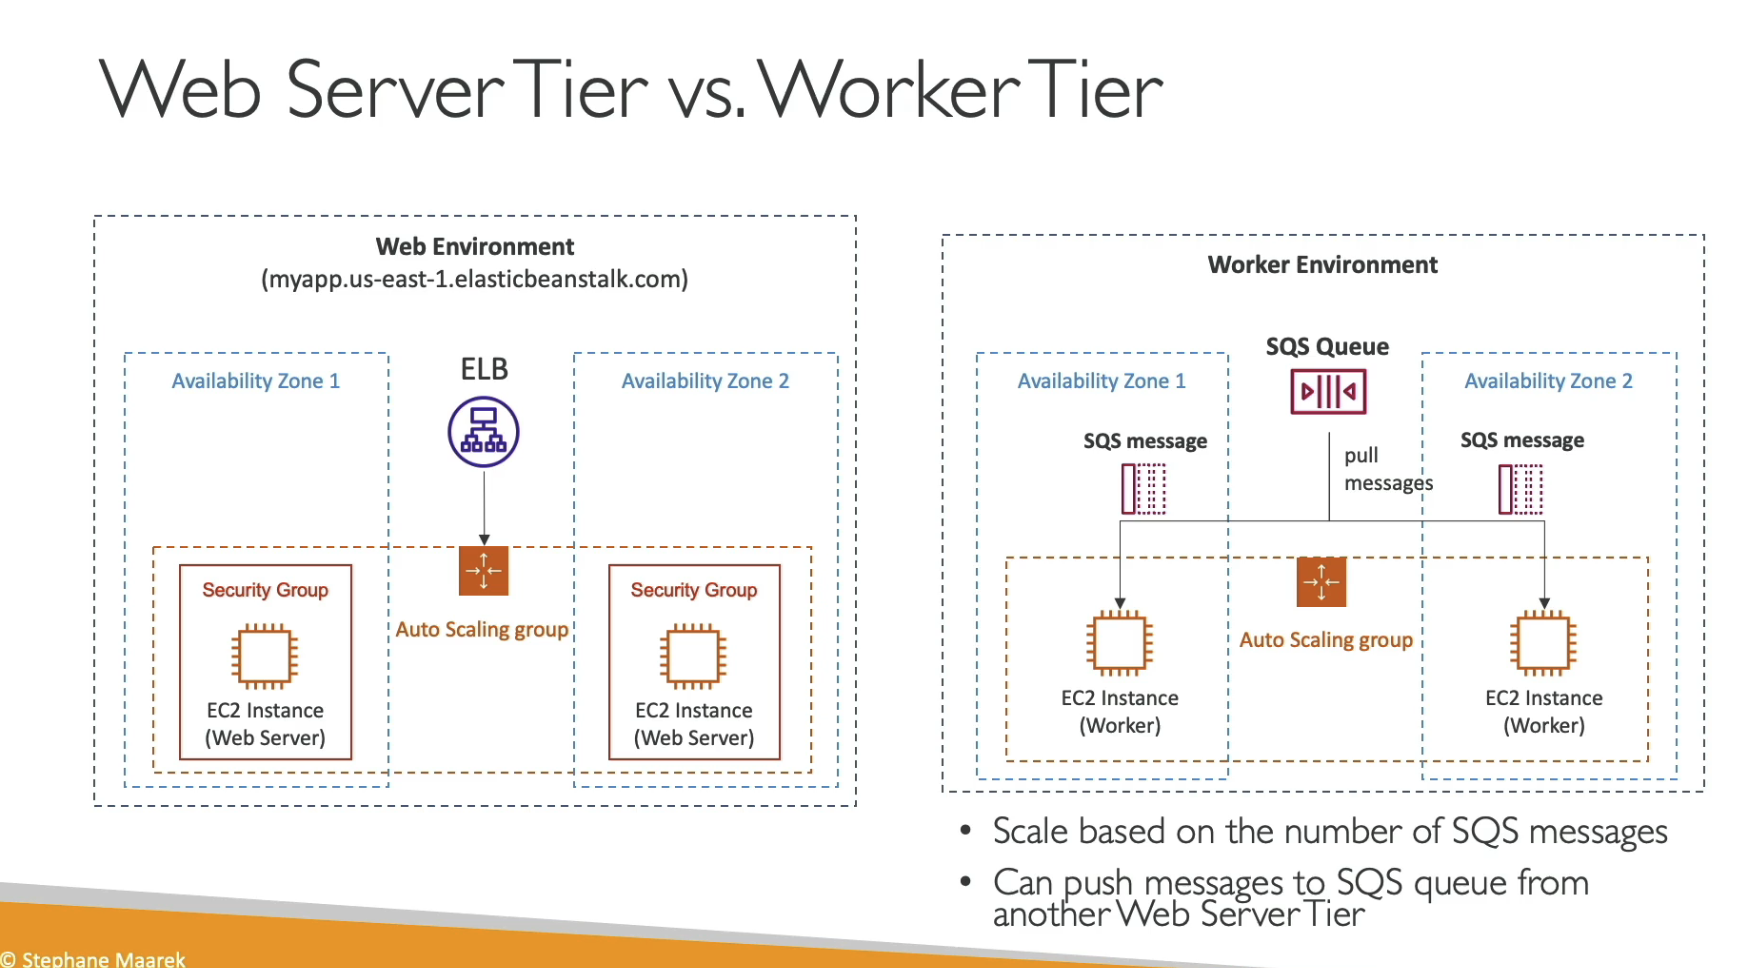 Web Server Tier vs. Worker Tier
Web Environment
(myapp.us-east-1.elasticbeanstalk.com)
Availability Zone 1
ELB
Availability Zone 2
Security Group
Security Group
Auto Scaling group
EC2 Instance
(Web Server)
EC2 Instance
(Web Server)
Worker Environment
SQS Queue
Availability Zone 1
Availability Zone 2
SQS message
SQS message
pull
messages
Auto Scaling group
EC2 Instance
(Worker)
EC2 Instance
(Worker)
• Scale based on the number of SQS messages
• Can push messages to SQS queue from
another Web Server Tier
© Stephane Maarek